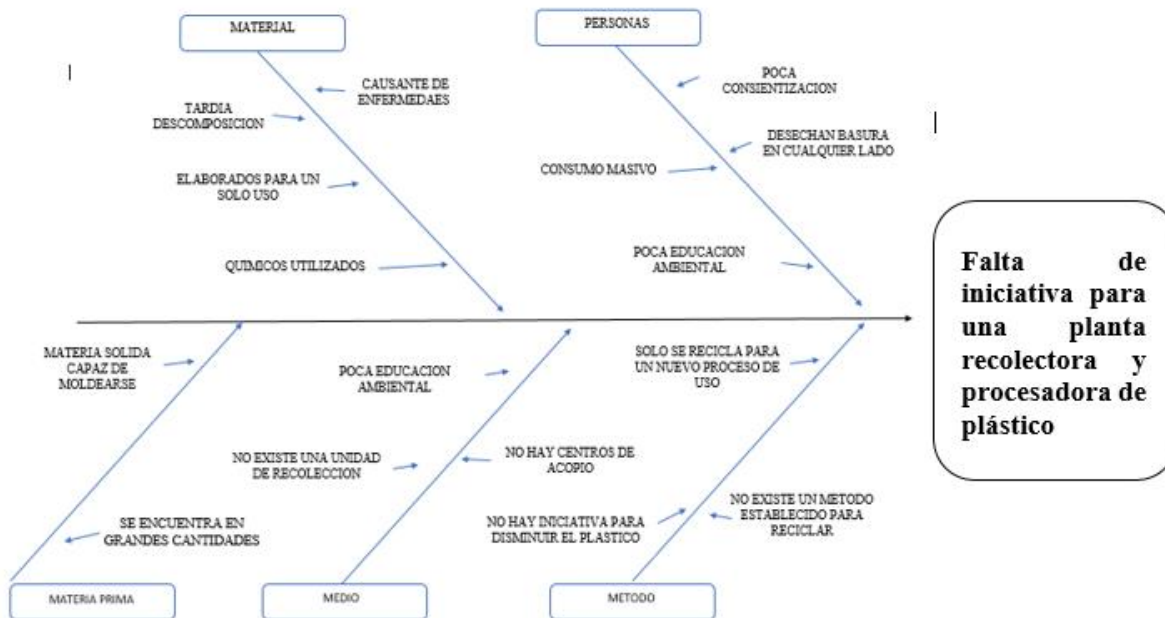 MATERIAL
PERSONAS
CAUSANTE DE
ENFERMEDAES
TARDIA
DESCOMPOSICION
ELABORADOS PARA UN
SOLO USO
QUIMICOS UTILIZADOS
POCA
CONSIENTIZACION
DESECHAN BASURA
EN CUALQUIER LADO
CONSUMO MASIVO
POCA EDUCACION
AMBIENTAL
Falta de
iniciativa para
una planta
recolectora y
procesadora de
plástico
MATERIA SOLIDA
CAPAZ DE
MOLDEARSE
SE ENCUENTRA EN
GRANDES CANTIDADES
POCA EDUCACION
AMBIENTAL
NO EXISTE UNA UNIDAD
DE RECOLECCION
NO HAY CENTROS DE
ACOPIO
SOLO SE RECICLA PARA
UN NUEVO PROCESO DE
USO
NO HAY INICIATIVA PARA
DISMINUIR EL PLASTICO
NO EXISTE UN METODO
ESTABLECIDO PARA
RECICLAR
MATERIA PRIMA
MEDIO
METODO